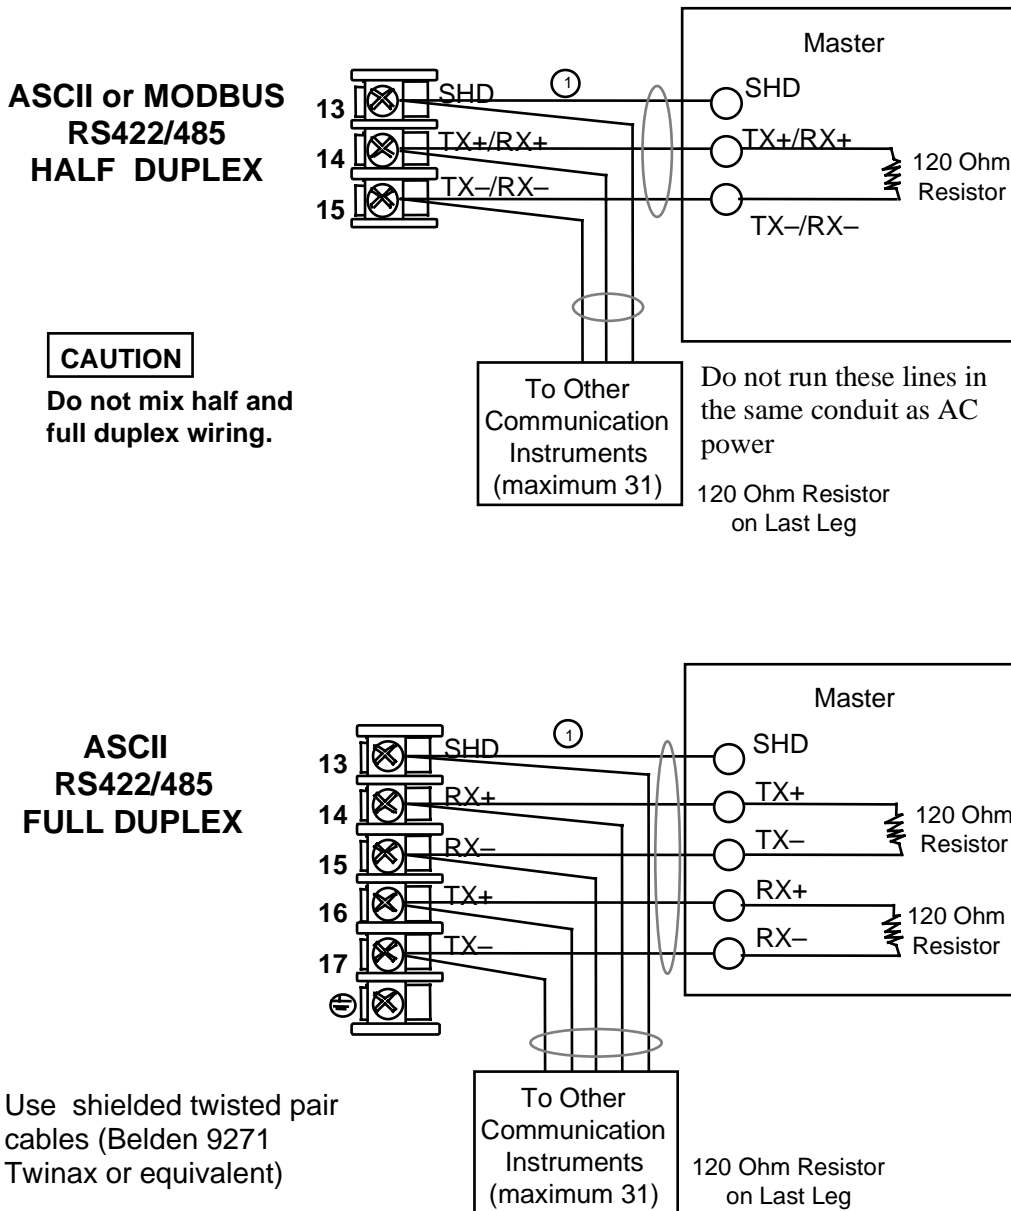 Master
ASCII or MODBUS
RS422/485
HALF DUPLEX
13
SHD
1
SHD
14
TX+/RX+
TX+/RX+
120 Ohm
Resistor
15
TX–/RX–
TX–/RX–
CAUTION
Do not mix half and
full duplex wiring.
To Other
Communication
Instruments
(maximum 31)
Do not run these lines in
the same conduit as AC
power
120 Ohm Resistor
on Last Leg
Master
ASCII
RS422/485
FULL DUPLEX
13
SHD
1
SHD
14
RX+
TX+
120 Ohm
Resistor
15
RX–
TX–
16
TX+
RX+
120 Ohm
Resistor
17
TX–
RX–
Use shielded twisted pair
cables (Belden 9271
Twinax or equivalent)
To Other
Communication
Instruments
(maximum 31)
120 Ohm Resistor
on Last Leg